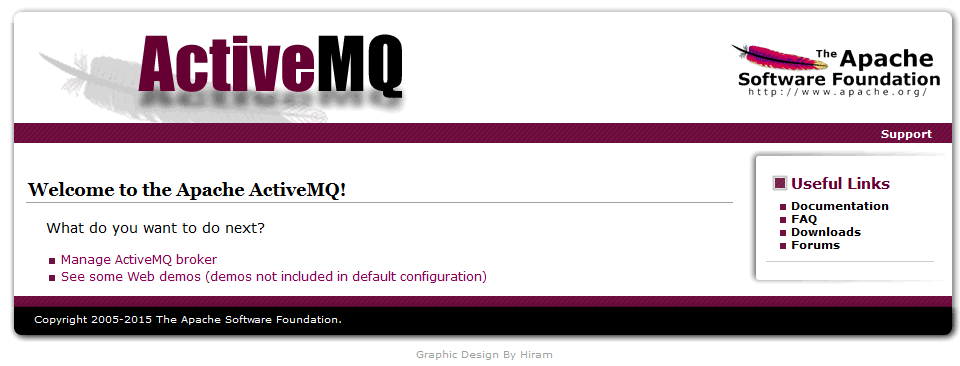 ActiveMQ
The Apache
Software Foundation
http://www.apache.org/
Support
Welcome to the Apache ActiveMQ!
What do you want to do next?
Manage ActiveMQ broker
See some Web demos (demos not included in default configuration)
Useful Links
Documentation
FAQ
Downloads
Forums
Copyright 2005-2015 The Apache Software Foundation.
Graphic Design By Hiram